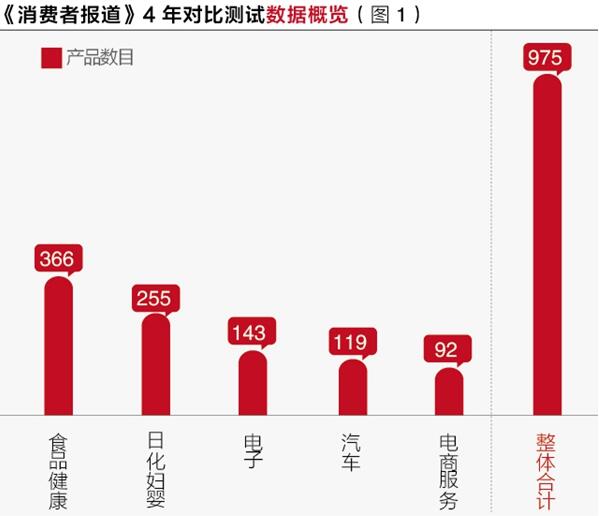 《消费者报道》4年对比测试数据概览（图1）
产品数目
975
366
255
143
119
92
食品健康
日化妇婴
电子
汽车
电商服务
整体合计